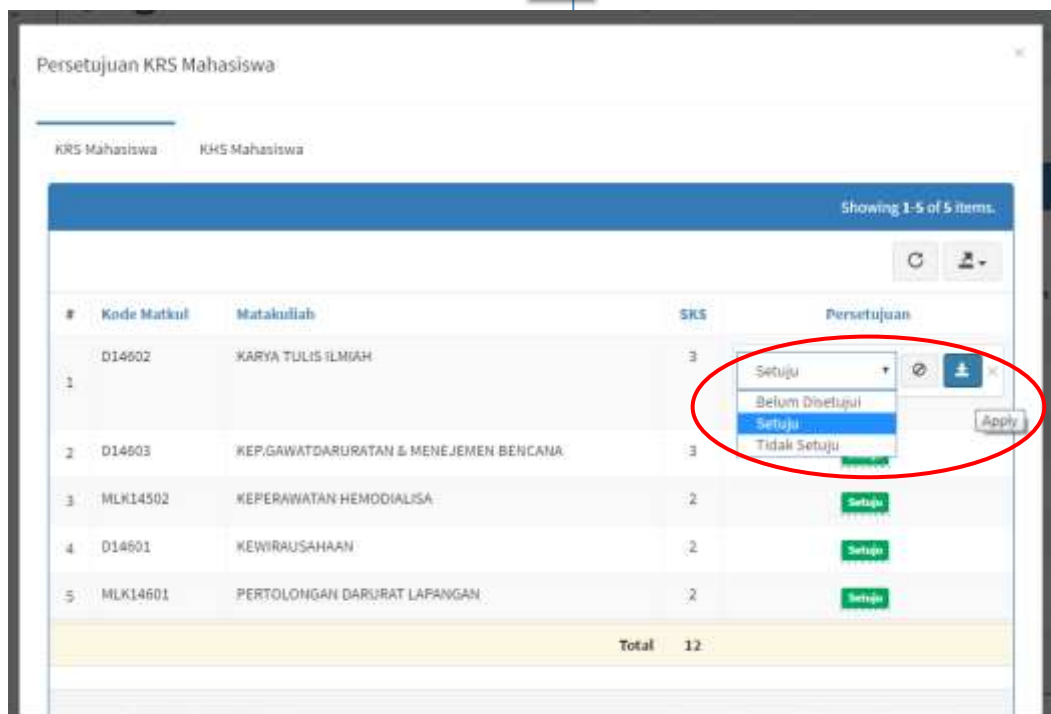 Persetujuan KRS Mahasiswa
KRS Mahasiswa KHS Mahasiswa
Showing 1-5 of 5 items.
# Kode Matkul Matakuliah SKS Persetujuan
1 D14602 KARYA TULIS ILMIAH 3 Setuju
Belum Disetujui
Setuju
Tidak Setuju
Apply
2 D14603 KEP.GAWATDARURATAN & MENEJEMEN BENCANA 3
3 MLK14502 KEPERAWATAN HEMODIALISA 2 Setuju
4 D14601 KEWIRAUSAHAAN 2 Setuju
5 MLK14601 PERTOLONGAN DARURAT LAPANGAN 2 Setuju
Total 12